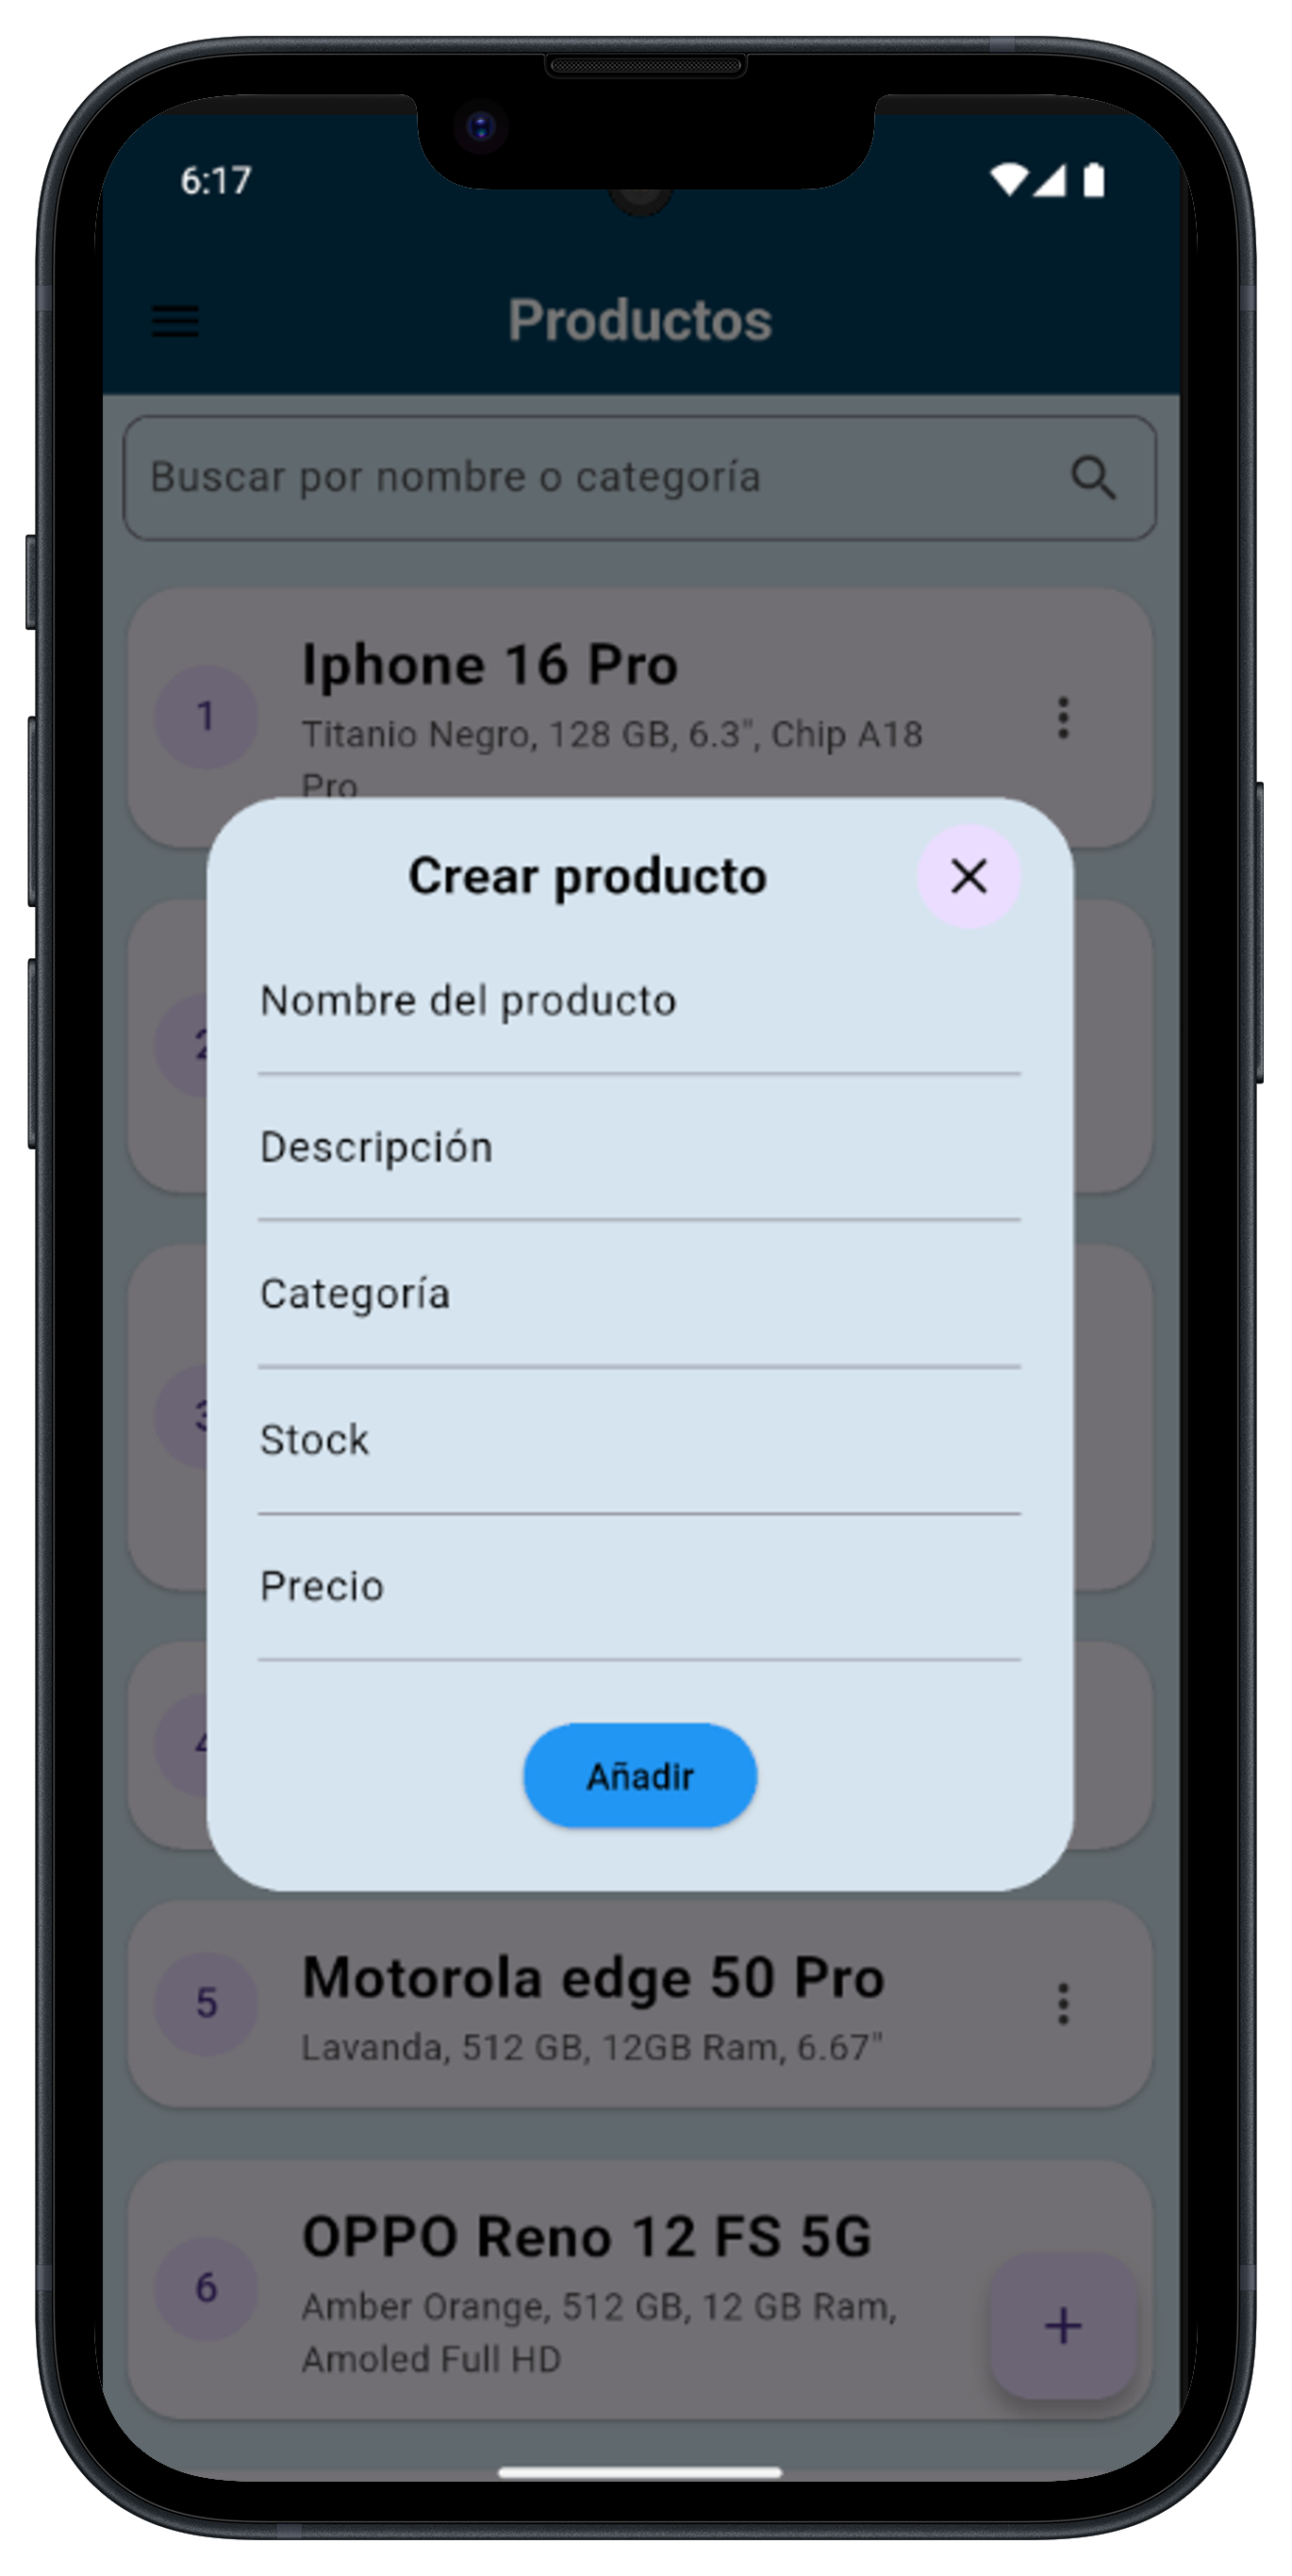 6:17
Productos
Buscar por nombre o categoría
1
Iphone 16 Pro
Titanio Negro, 128 GB, 6.3", Chip A18
Pro
Crear producto
Nombre del producto
2
Descripción
Categoría
3
Stock
Precio
4
Añadir
5
Motorola edge 50 Pro
Lavanda, 512 GB, 12GB Ram, 6.67"
6
OPPO Reno 12 FS 5G
Amber Orange, 512 GB, 12 GB Ram,
Amoled Full HD